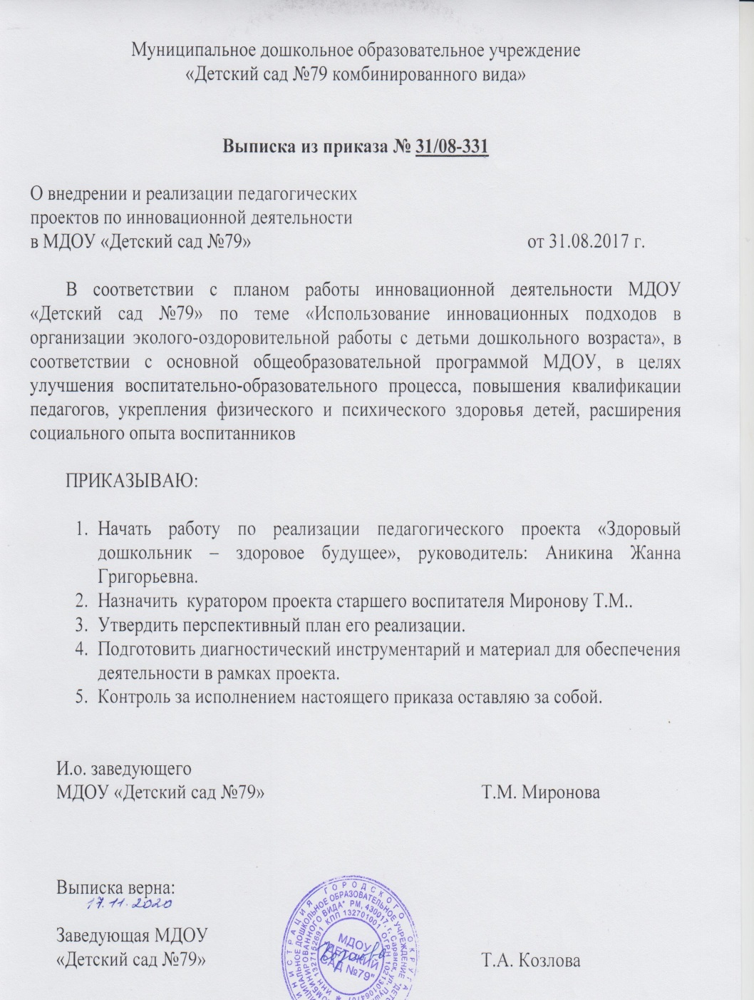 Муниципальное дошкольное образовательное учреждение
«Детский сад №79 комбинированного вида»
Выписка из приказа № 31/08-331
О внедрении и реализации педагогических
проектов по инновационной деятельности
в МДОУ «Детский сад №79» от 31.08.2017 г.
В соответствии с планом работы инновационной деятельности МДОУ
«Детский сад №79» по теме «Использование инновационных подходов в
организации эколого-оздоровительной работы с детьми дошкольного возраста», в
соответствии с основной общеобразовательной программой МДОУ, в целях
улучшения воспитательно-образовательного процесса, повышения квалификации
педагогов, укрепления физического и психического здоровья детей, расширения
социального опыта воспитанников
ПРИКАЗЫВАЮ:
1. Начать работу по реализации педагогического проекта «Здоровый
дошкольник – здоровое будущее», руководитель: Аникина Жанна
Григорьевна.
2. Назначить куратором проекта старшего воспитателя Миронову Т.М..
3. Утвердить перспективный план его реализации.
4. Подготовить диагностический инструментарий и материал для обеспечения
деятельности в рамках проекта.
5. Контроль за исполнением настоящего приказа оставляю за собой.
И.о. заведующего
МДОУ «Детский сад №79» Т.М. Миронова
Выписка верна:
17.11.2020
Заведующая МДОУ
«Детский сад №79» Т.А. Козлова
ГОРОДСКОГО ОКРУГА
ДОШКОЛЬНОЕ ОБРАЗОВАТЕЛЬНОЕ УЧРЕЖДЕНИЕ
ВИДА" РМ, 430017, г. Саранск, ул.
КПП 132701001 ОГРН
МДОУ
"ДЕТСКИЙ
САД №79"